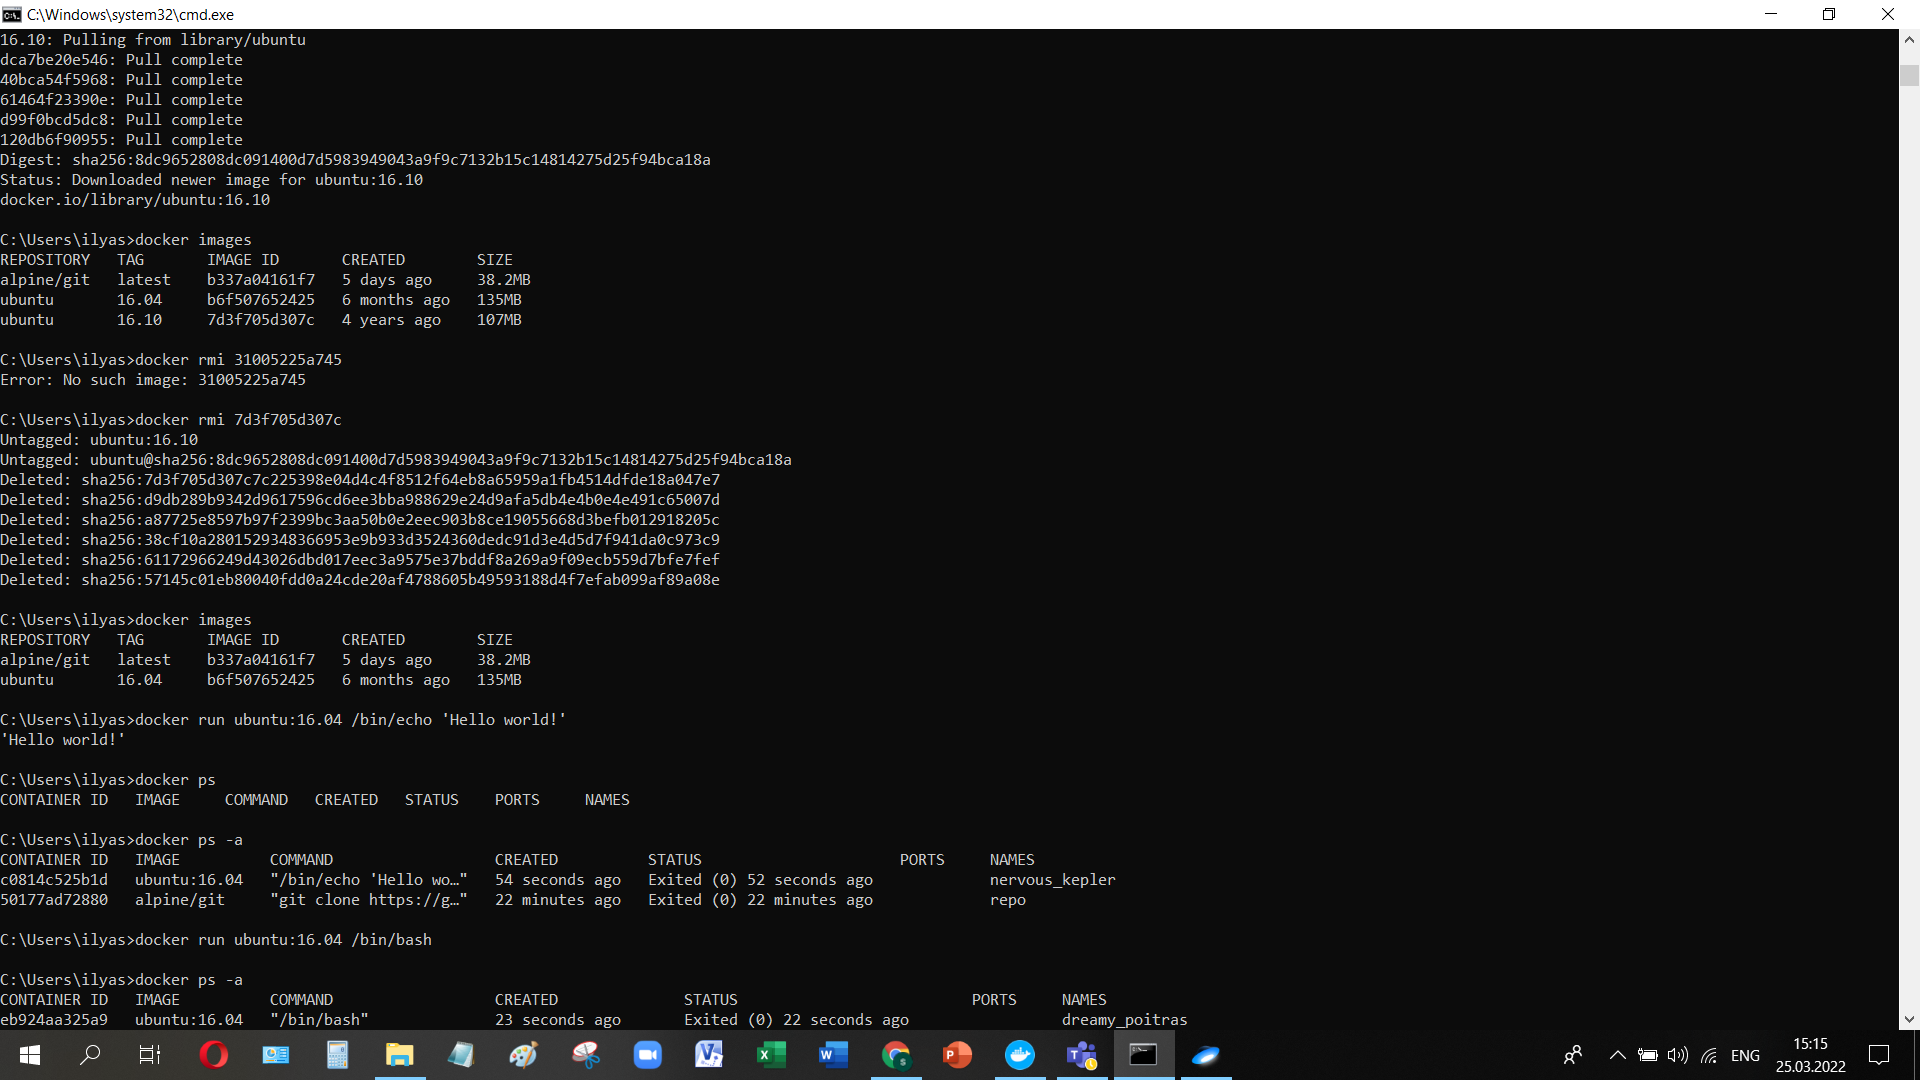 C:\Windows\system32\cmd.exe
16.10: Pulling from library/ubuntu
dca7be20e546: Pull complete
40bca54f5968: Pull complete
61464f23390e: Pull complete
d99f0bcd5dc8: Pull complete
120db6f90955: Pull complete
Digest: sha256:8dc9652808dc091400d7d5983949043a9f9c7132b15c14814275d25f94bca18a
Status: Downloaded newer image for ubuntu:16.10
docker.io/library/ubuntu:16.10
C:\Users\ilyas>docker images
REPOSITORY   TAG       IMAGE ID       CREATED        SIZE
alpine/git   latest    b337a04161f7   5 days ago     38.2MB
ubuntu       16.04     b6f507652425   6 months ago   135MB
ubuntu       16.10     7d3f705d307c   4 years ago    107MB
C:\Users\ilyas>docker rmi 31005225a745
Error: No such image: 31005225a745
C:\Users\ilyas>docker rmi 7d3f705d307c
Untagged: ubuntu:16.10
Untagged: ubuntu@sha256:8dc9652808dc091400d7d5983949043a9f9c7132b15c14814275d25f94bca18a
Deleted: sha256:7d3f705d307c7c225398e04d4c4f8512f64eb8a65959a1fb4514dfde18a047e7
Deleted: sha256:d9db289b9342d9617596cd6ee3bba988629e24d9afa5db4e4b0e4e491c65007d
Deleted: sha256:a87725e8597b97f2399bc3aa50b0e2eec903b8ce19055668d3befb012918205c
Deleted: sha256:38cf10a2801529348366953e9b933d3524360dedc91d3e4d5d7f941da0c973c9
Deleted: sha256:61172966249d43026dbd017eec3a9575e37bddf8a269a9f09ecb559d7bfe7fef
Deleted: sha256:57145c01eb80040fdd0a24cde20af4788605b49593188d4f7efab099af89a08e
C:\Users\ilyas>docker images
REPOSITORY   TAG       IMAGE ID       CREATED        SIZE
alpine/git   latest    b337a04161f7   5 days ago     38.2MB
ubuntu       16.04     b6f507652425   6 months ago   135MB
C:\Users\ilyas>docker run ubuntu:16.04 /bin/echo 'Hello world!'
'Hello world!'
C:\Users\ilyas>docker ps
CONTAINER ID   IMAGE     COMMAND   CREATED   STATUS    PORTS     NAMES
C:\Users\ilyas>docker ps -a
CONTAINER ID   IMAGE          COMMAND                  CREATED          STATUS                      PORTS     NAMES
c0814c525b1d   ubuntu:16.04   "/bin/echo 'Hello wo…"   54 seconds ago   Exited (0) 52 seconds ago             nervous_kepler
50177ad72880   alpine/git     "git clone https://g…"   22 minutes ago   Exited (0) 22 minutes ago             repo
C:\Users\ilyas>docker run ubuntu:16.04 /bin/bash
C:\Users\ilyas>docker ps -a
CONTAINER ID   IMAGE          COMMAND                  CREATED              STATUS                          PORTS     NAMES
eb924aa325a9   ubuntu:16.04   "/bin/bash"              23 seconds ago       Exited (0) 22 seconds ago                 dreamy_poitras
ENG
15:15
25.03.2022